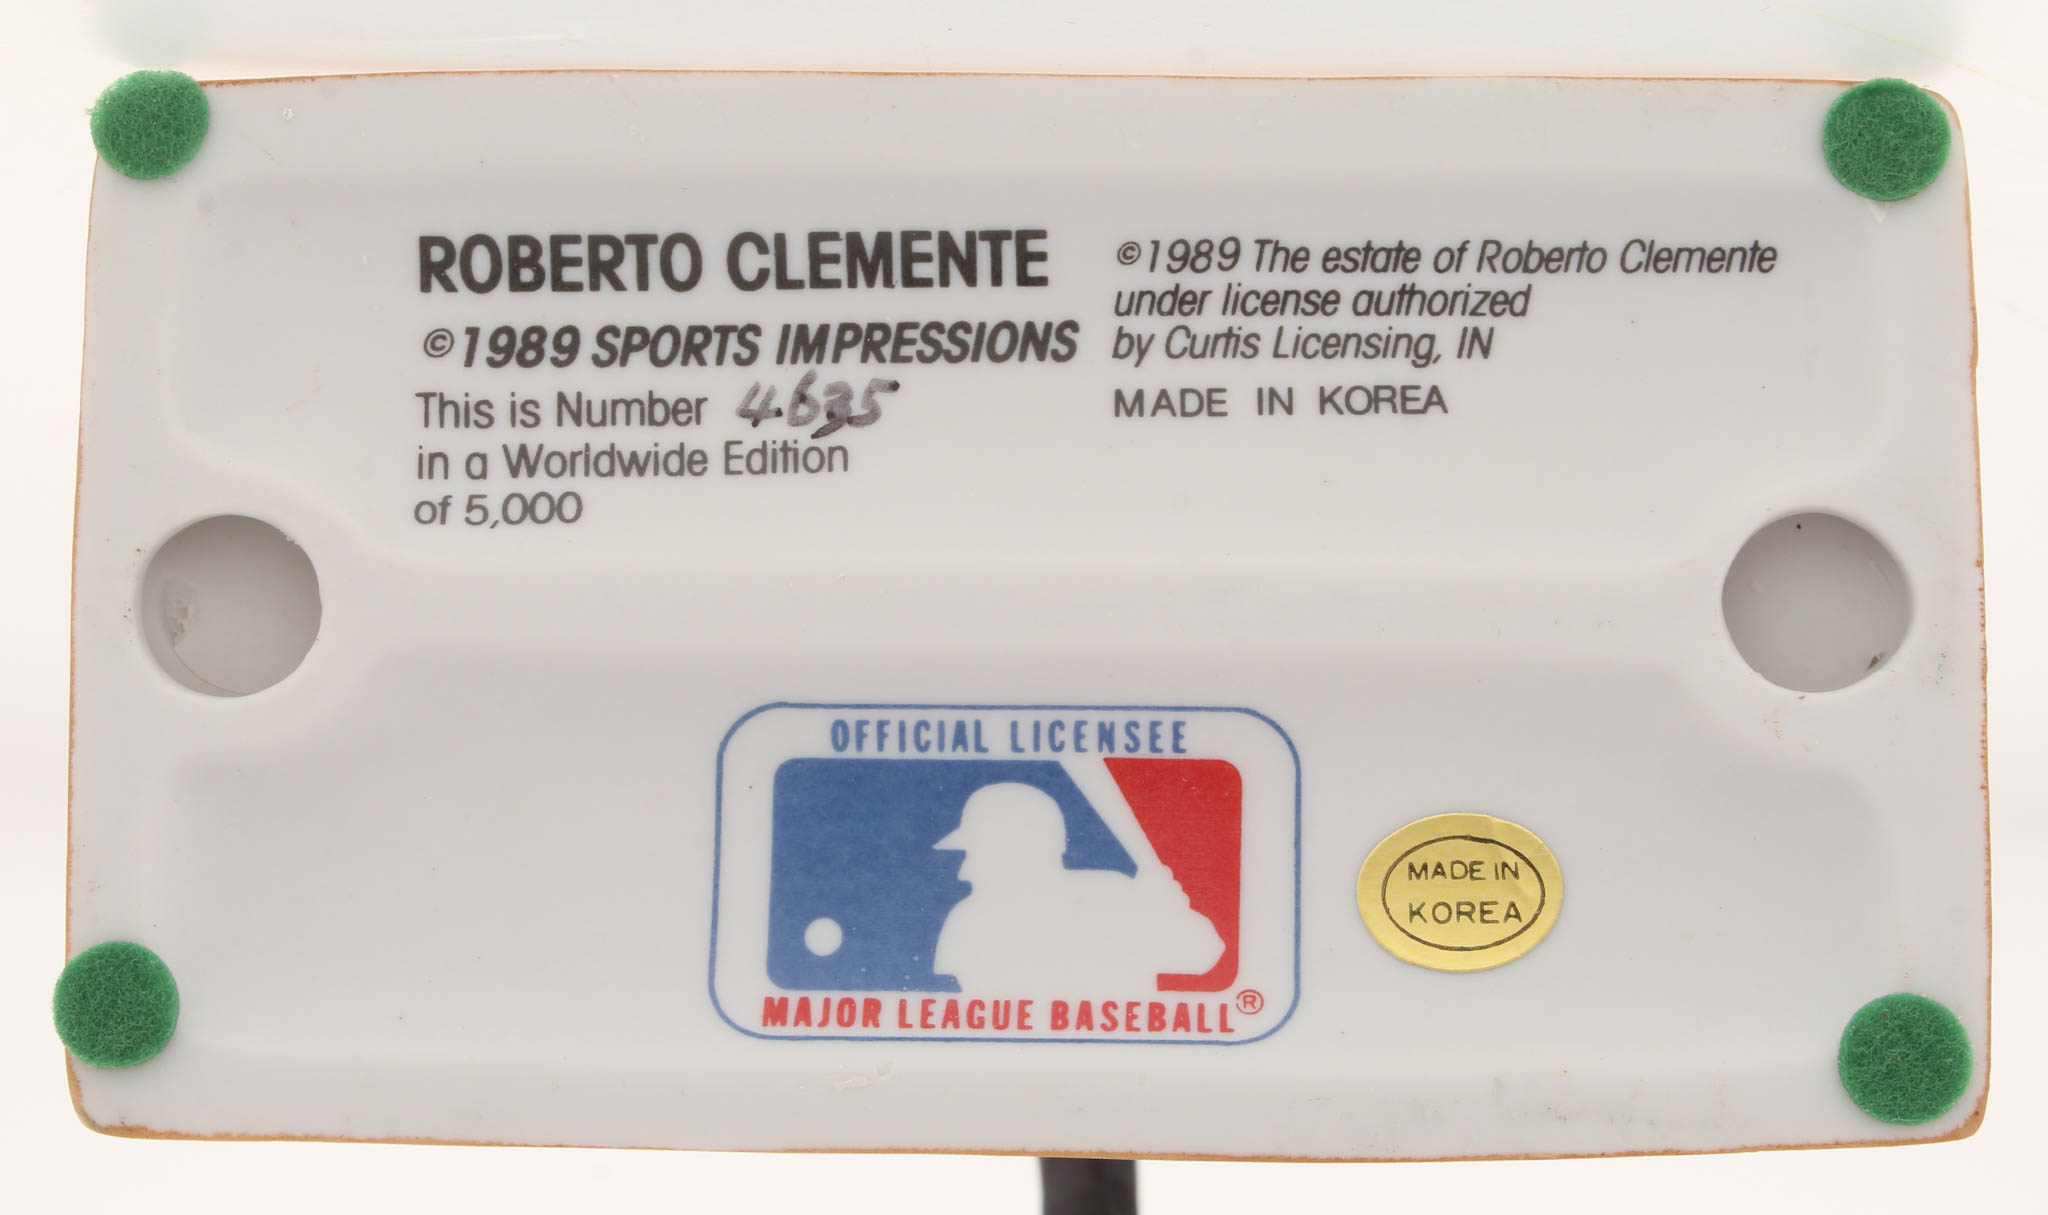 ROBERTO CLEMENTE
©1989 SPORTS IMPRESSIONS
This is Number 4635
in a Worldwide Edition
of 5,000
©1989 The estate of Roberto Clemente
under license authorized
by Curtis Licensing, IN
MADE IN KOREA
OFFICIAL LICENSEE
MAJOR LEAGUE BASEBALL®
MADE IN
KOREA